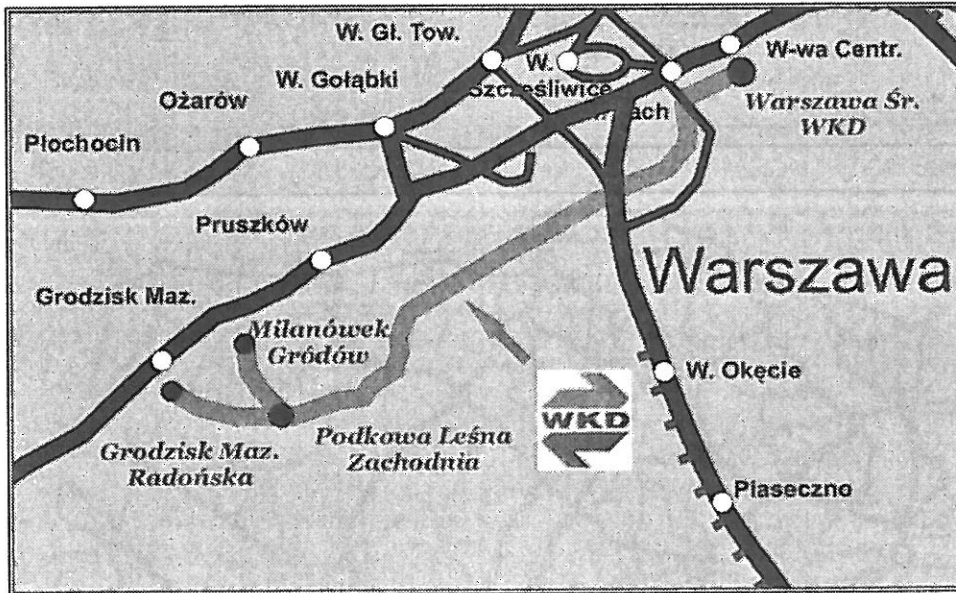 W. Gł. Tow.
W-wa Centr.
W. Gołąbki
W.
Szczęśliwice
Ożarów
Warszawa Śr.
WKD
Płochocin
Pruszków
Warszawa
Grodzisk Maz.
Milanówek
Gródów
W. Okęcie
WKD
Podkowa Leśna
Zachodnia
Grodzisk Maz.
Radońska
Piaseczno